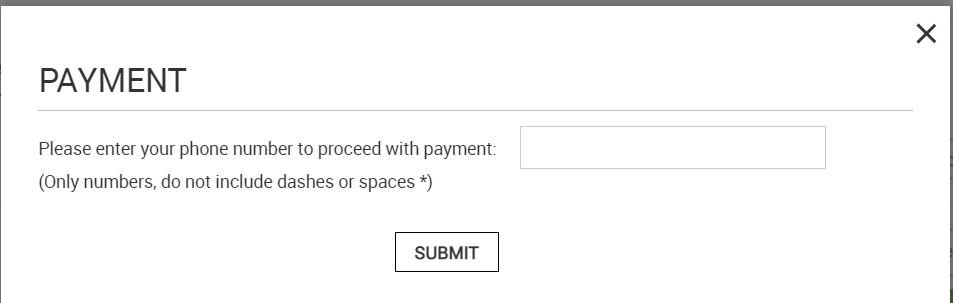 PAYMENT
Please enter your phone number to proceed with payment:
(Only numbers, do not include dashes or spaces *)
SUBMIT